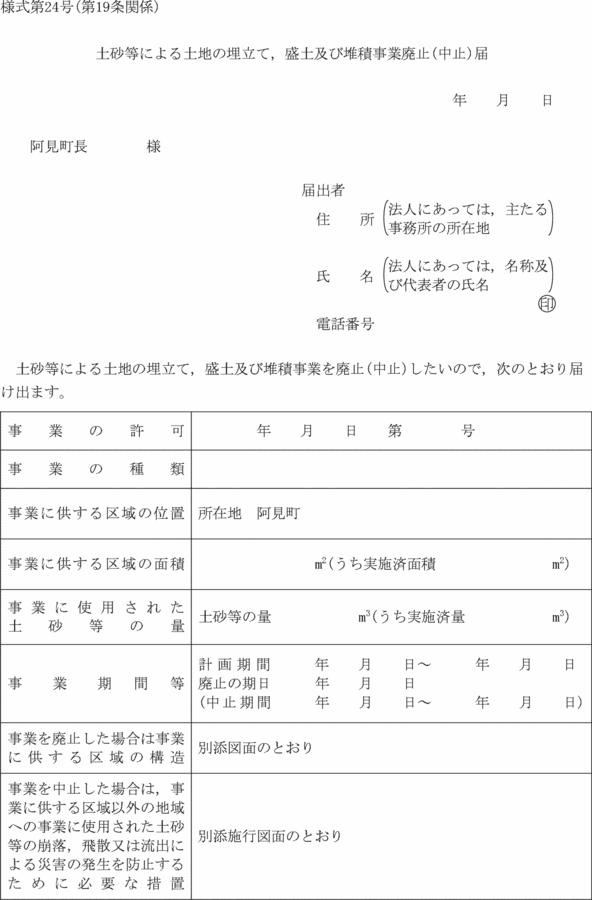 様式第24号(第19条関係)
土砂等による土地の埋立て，盛土及び堆積事業廃止(中止)届
年　　月　　日
阿見町長　　　　様
届出者
住　　所 (法人にあっては，主たる
事務所の所在地)
氏　　名 (法人にあっては，名称及
び代表者の氏名)
㊞
電話番号
土砂等による土地の埋立て，盛土及び堆積事業を廃止(中止)したいので，次のとおり届
け出ます。
事業の許可　　　　年　　月　　日　　第　　　　号
事業の種類
事業に供する区域の位置　所在地　阿見町
事業に供する区域の面積　　　　m²(うち実施済面積　　　　m²)
事業に使用された
土砂等の量　土砂等の量　　　　m³(うち実施済量　　　　m³)
事業期間等　計画期間　　年　　月　　日～　　年　　月　　日
廃止の期日　　年　　月　　日
(中止期間　　年　　月　　日～　　年　　月　　日)
事業を廃止した場合は事業
に供する区域の構造　別添図面のとおり
事業を中止した場合は，事
業に供する区域以外の地域
への事業に使用された土砂
等の崩落，飛散又は流出に
よる災害の発生を防止する
ために必要な措置　別添施行図面のとおり